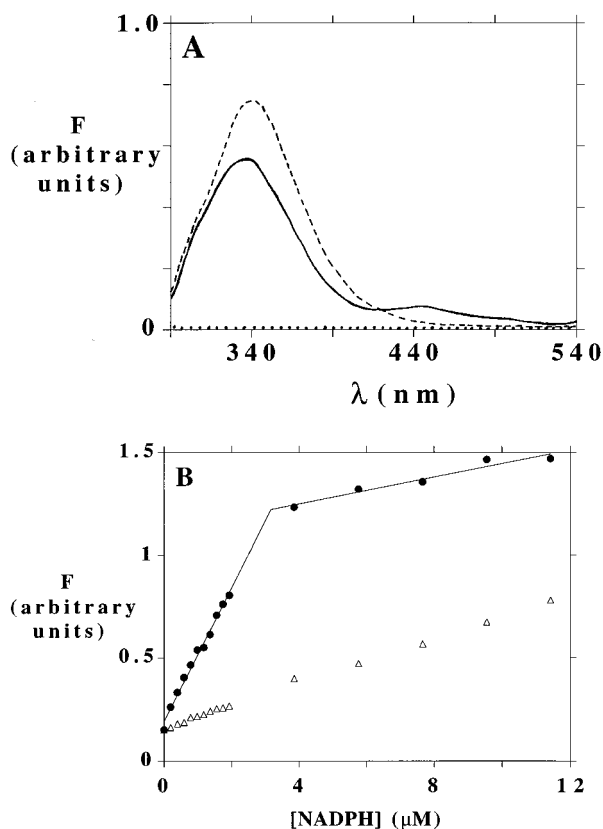 1.0
A
F
(arbitrary
units)
0
340
440
540
λ (nm)
1.5
B
1
F
(arbitrary
units)
0.5
0
0
4
8
12
[NADPH] (μM)